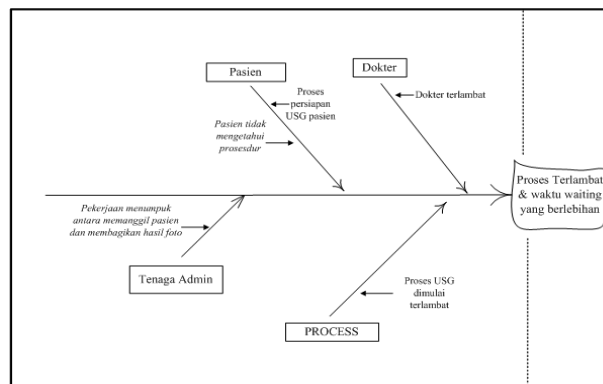 Pasien
Dokter
Proses
persiapan
USG pasien
Dokter terlambat
Pasien tidak
mengetahui
prosesdur
Proses Terlambat
& waktu waiting
yang berlebihan
Pekerjaan menumpuk
antara memanggil pasien
dan membagikan hasil foto
Tenaga Admin
Proses USG
dimulai
terlambat
PROCESS